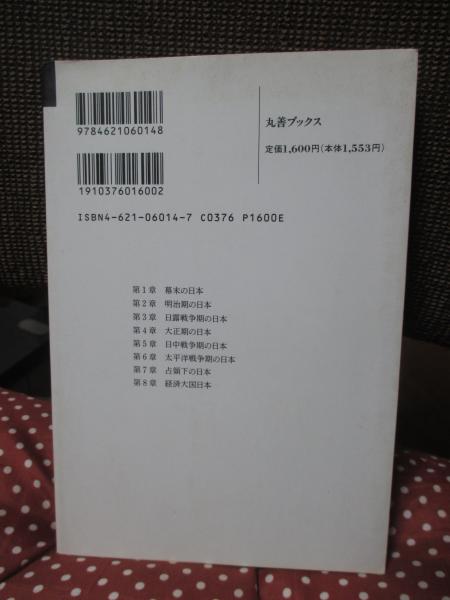 9784621060148
1910376016002
ISBN4-621-06014-7 C0376 P1600E
丸善ブックス
定価1,600円(本体1,553円)
第1章 幕末の日本
第2章 明治期の日本
第3章 日露戦争期の日本
第4章 大正期の日本
第5章 日中戦争期の日本
第6章 太平洋戦争期の日本
第7章 占領下の日本
第8章 経済大国日本